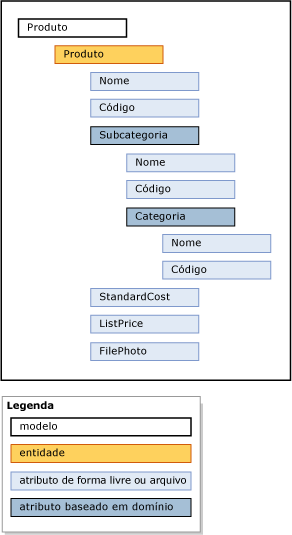 Produto
Produto
Nome
Código
Subcategoria
Nome
Código
Categoria
Nome
Código
StandardCost
ListPrice
FilePhoto
Legenda
modelo
entidade
atributo de forma livre ou arquivo
atributo baseado em domínio